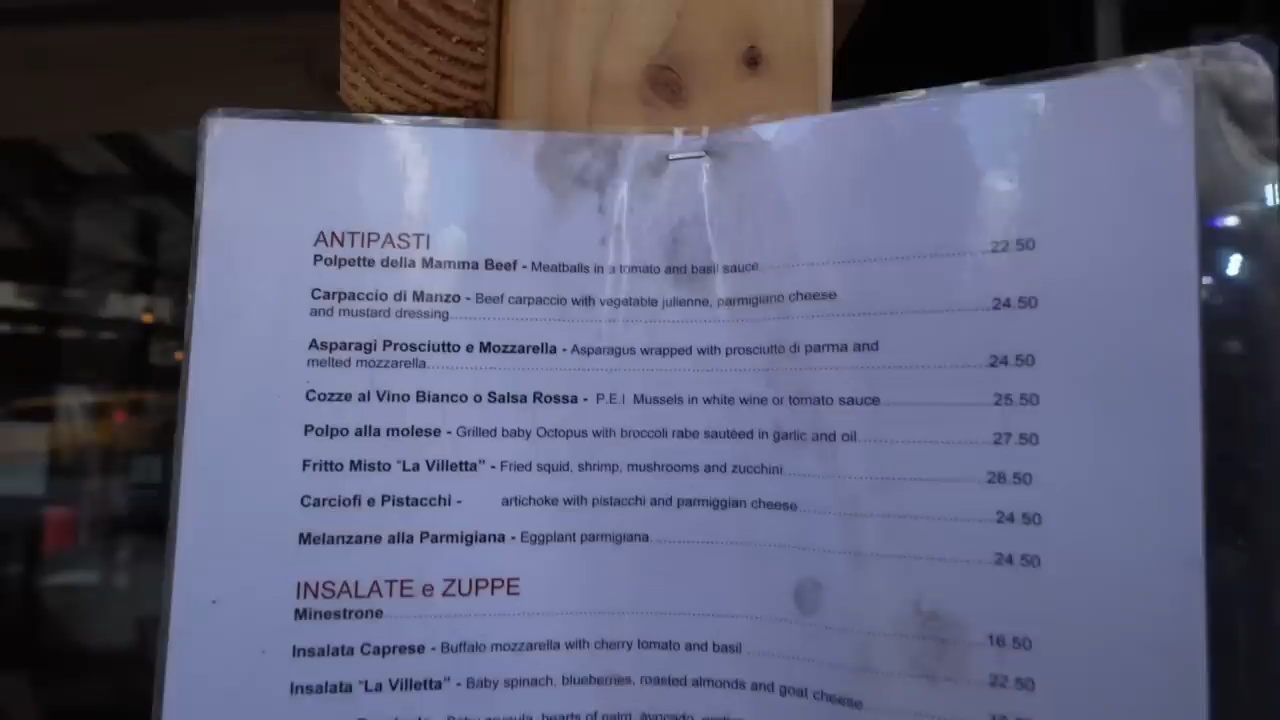 ANTIPASTI
Polpette della Mamma Beef - Meatballs in a tomato and basil sauce 22.50
Carpaccio di Manzo - Beef carpaccio with vegetable julienne, parmigiano cheese
and mustard dressing 24.50
Asparagi Prosciutto e Mozzarella - Asparagus wrapped with prosciutto di parma and
melted mozzarella 24.50
Cozze al Vino Bianco o Salsa Rossa - P.E.I Mussels in white wine or tomato sauce 25.50
Polpo alla molese - Grilled baby Octopus with broccoli rabe sautéed in garlic and oil 27.50
Fritto Misto "La Villetta" - Fried squid, shrimp, mushrooms and zucchini 28.50
Carciofi e Pistacchi - artichoke with pistacchi and parmiggian cheese 24.50
Melanzane alla Parmigiana - Eggplant parmigiana 24.50
INSALATE e ZUPPE
Minestrone 16.50
Insalata Caprese - Buffalo mozzarella with cherry tomato and basil 22.50
Insalata "La Villetta" - Baby spinach, blueberries, roasted almonds and goat cheese
hearts of palm, avocado